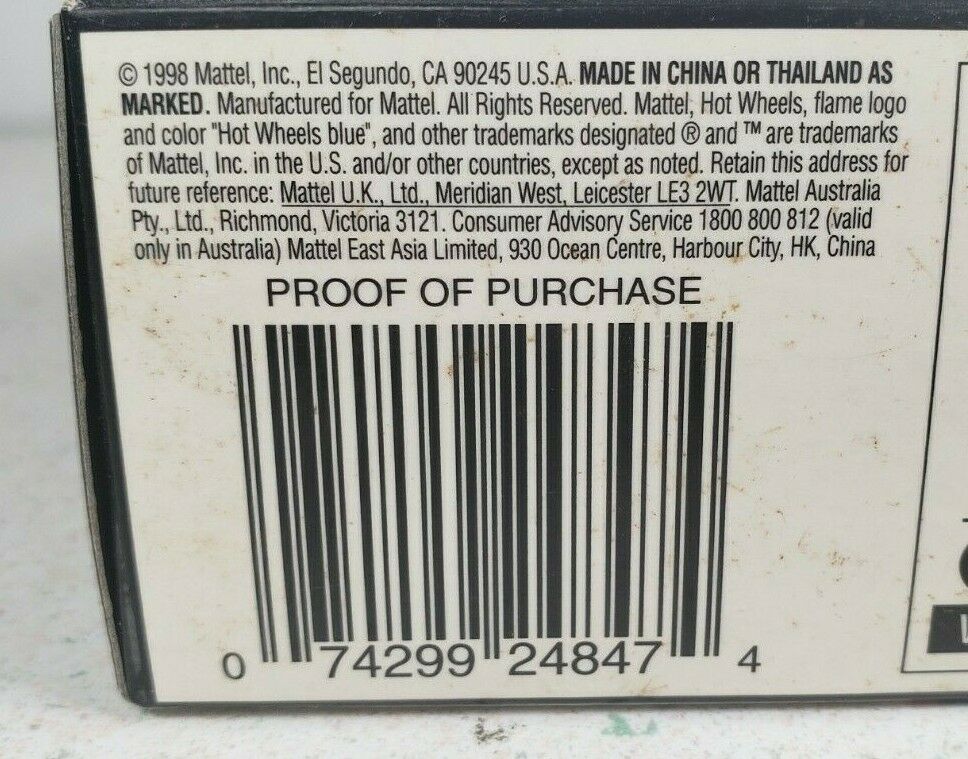 © 1998 Mattel, Inc., El Segundo, CA 90245 U.S.A. MADE IN CHINA OR THAILAND AS
MARKED. Manufactured for Mattel. All Rights Reserved. Mattel, Hot Wheels, flame logo
and color "Hot Wheels blue", and other trademarks designated ® and ™ are trademarks
of Mattel, Inc. in the U.S. and/or other countries, except as noted. Retain this address for
future reference: Mattel U.K., Ltd., Meridian West, Leicester LE3 2WT. Mattel Australia
Pty., Ltd., Richmond, Victoria 3121. Consumer Advisory Service 1800 800 812 (valid
only in Australia) Mattel East Asia Limited, 930 Ocean Centre, Harbour City, HK, China
PROOF OF PURCHASE
0 74299 24847 4